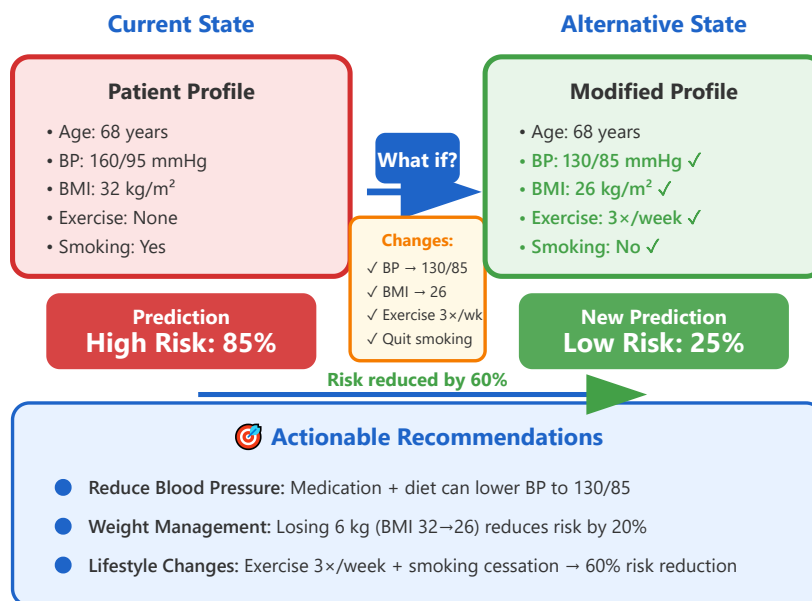 Current State
Alternative State
Patient Profile
• Age: 68 years
• BP: 160/95 mmHg
• BMI: 32 kg/m²
• Exercise: None
• Smoking: Yes
What if?
Changes:
✓ BP → 130/85
✓ BMI → 26
✓ Exercise 3×/wk
✓ Quit smoking
Modified Profile
• Age: 68 years
• BP: 130/85 mmHg ✓
• BMI: 26 kg/m² ✓
• Exercise: 3×/week ✓
• Smoking: No ✓
Prediction
High Risk: 85%
New Prediction
Low Risk: 25%
Risk reduced by 60%
🎯 Actionable Recommendations
Reduce Blood Pressure: Medication + diet can lower BP to 130/85
Weight Management: Losing 6 kg (BMI 32→26) reduces risk by 20%
Lifestyle Changes: Exercise 3×/week + smoking cessation → 60% risk reduction